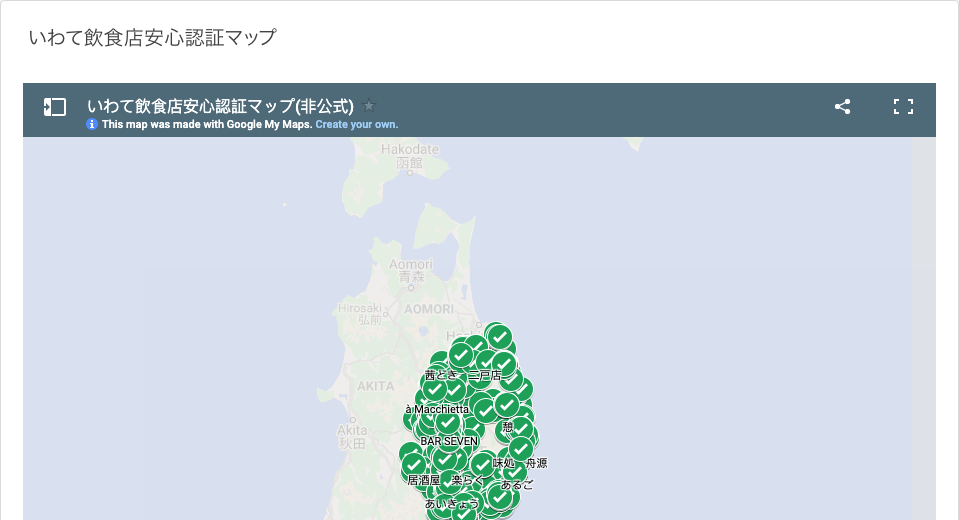 いわて飲食店安心認証マップ
いわて飲食店安心認証マップ(非公式)
This map was made with Google My Maps. Create your own.
Hakodate
函館
Aomori
青森
Hirosaki
弘前
AOMORI
茜とき
二戸店
AKITA
à Macchietta
Akita
秋田
憩
BAR SEVEN
味処
舟源
居酒屋
楽らく
あるご
あいきょう